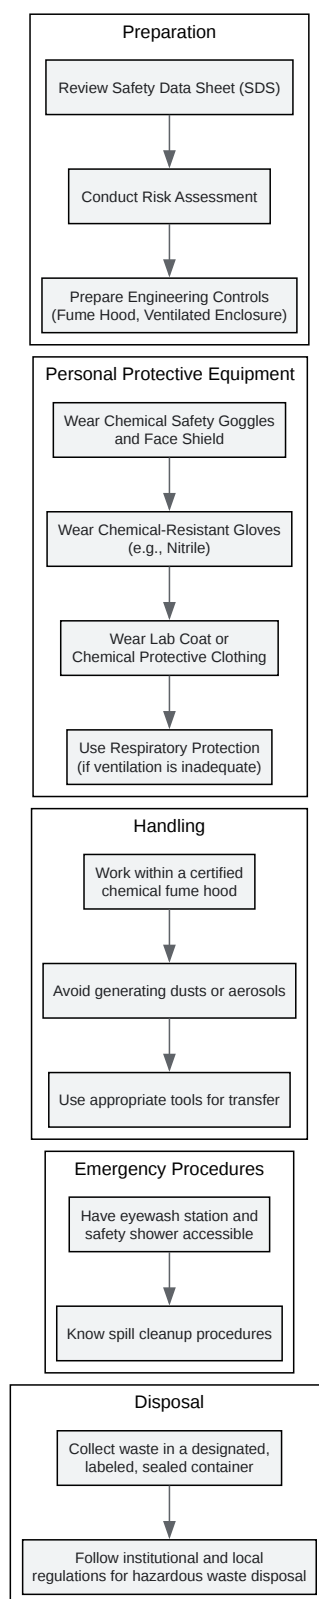 Preparation
Review Safety Data Sheet (SDS)
Conduct Risk Assessment
Prepare Engineering Controls
(Fume Hood, Ventilated Enclosure)
Personal Protective Equipment
Wear Chemical Safety Goggles
and Face Shield
Wear Chemical-Resistant Gloves
(e.g., Nitrile)
Wear Lab Coat or
Chemical Protective Clothing
Use Respiratory Protection
(if ventilation is inadequate)
Handling
Work within a certified
chemical fume hood
Avoid generating dusts or aerosols
Use appropriate tools for transfer
Emergency Procedures
Have eyewash station and
safety shower accessible
Know spill cleanup procedures
Disposal
Collect waste in a designated,
labeled, sealed container
Follow institutional and local
regulations for hazardous waste disposal